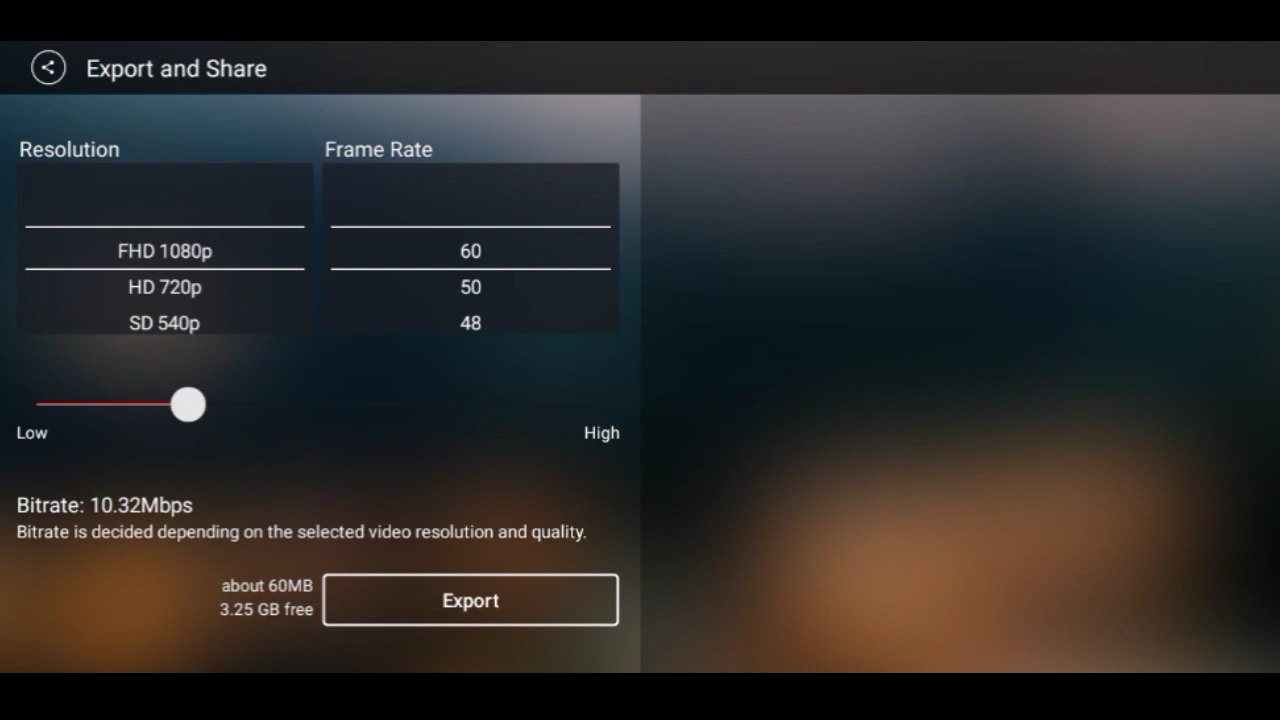 Export and Share
Resolution
Frame Rate
FHD 1080p
60
HD 720p
50
SD 540p
48
Low
High
Bitrate: 10.32Mbps
Bitrate is decided depending on the selected video resolution and quality.
about 60MB
3.25 GB free
Export